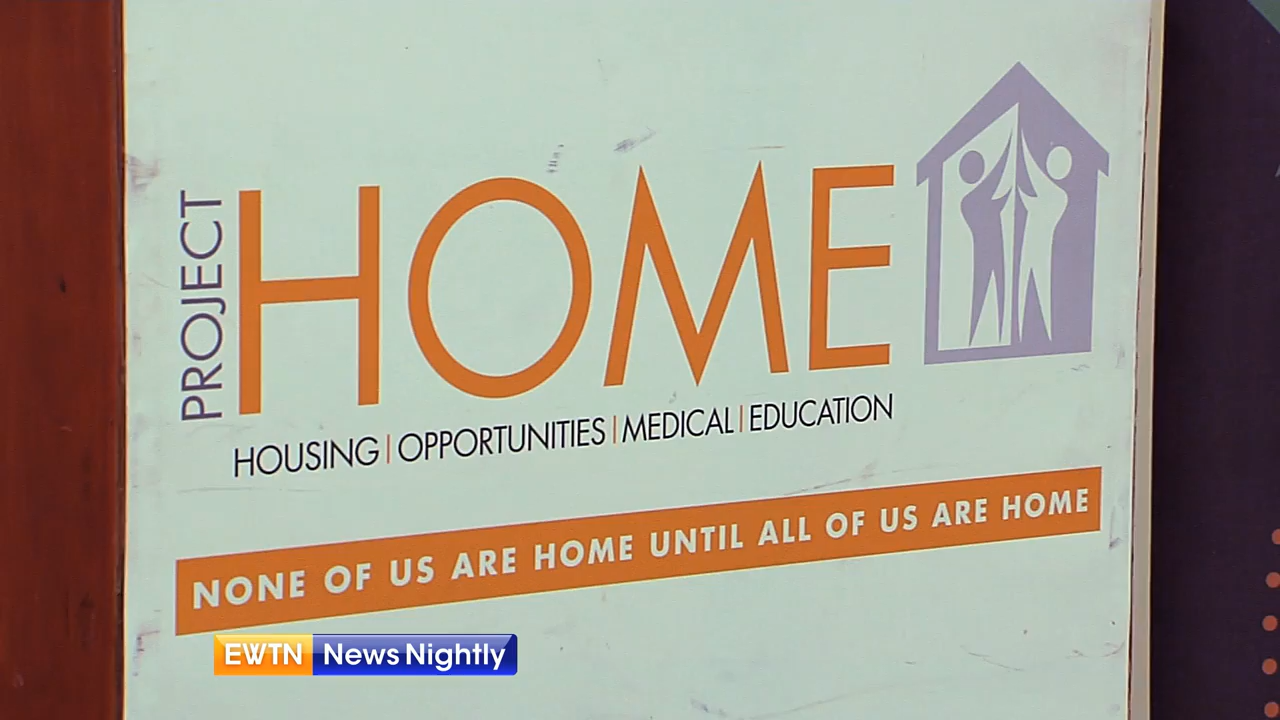 PROJECT
HOME
HOUSING | OPPORTUNITIES | MEDICAL | EDUCATION
NONE OF US ARE HOME UNTIL ALL OF US ARE HOME
EWTN News Nightly